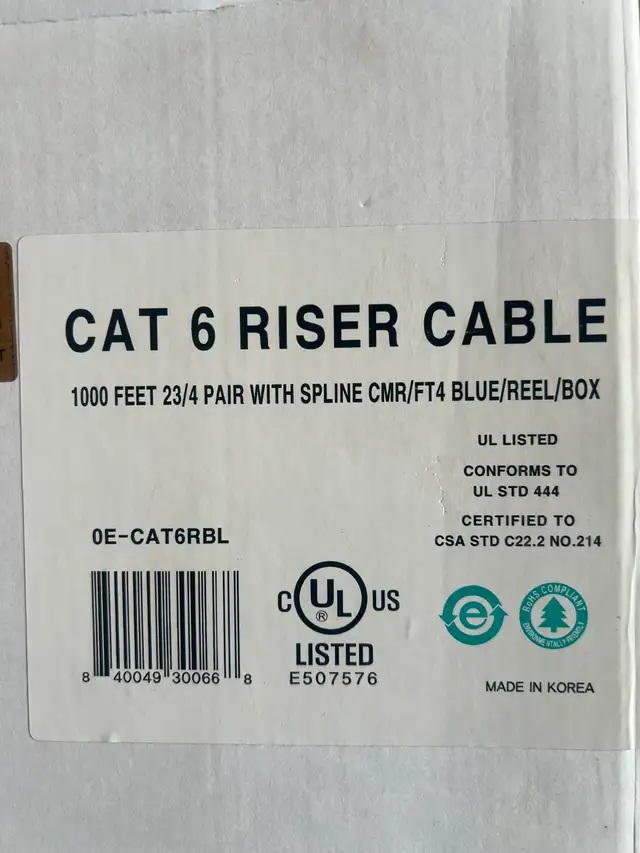 CAT 6 RISER CABLE
1000 FEET 23/4 PAIR WITH SPLINE CMR/FT4 BLUE/REEL/BOX
UL LISTED
CONFORMS TO
UL STD 444
CERTIFIED TO
CSA STD C22.2 NO.214
0E-CAT6RBL
8 40049 30066 8
C UL US
®
LISTED
E507576
e
RoHS COMPLIANT
ENVIRONMENTALLY FRIENDLY
MADE IN KOREA
T